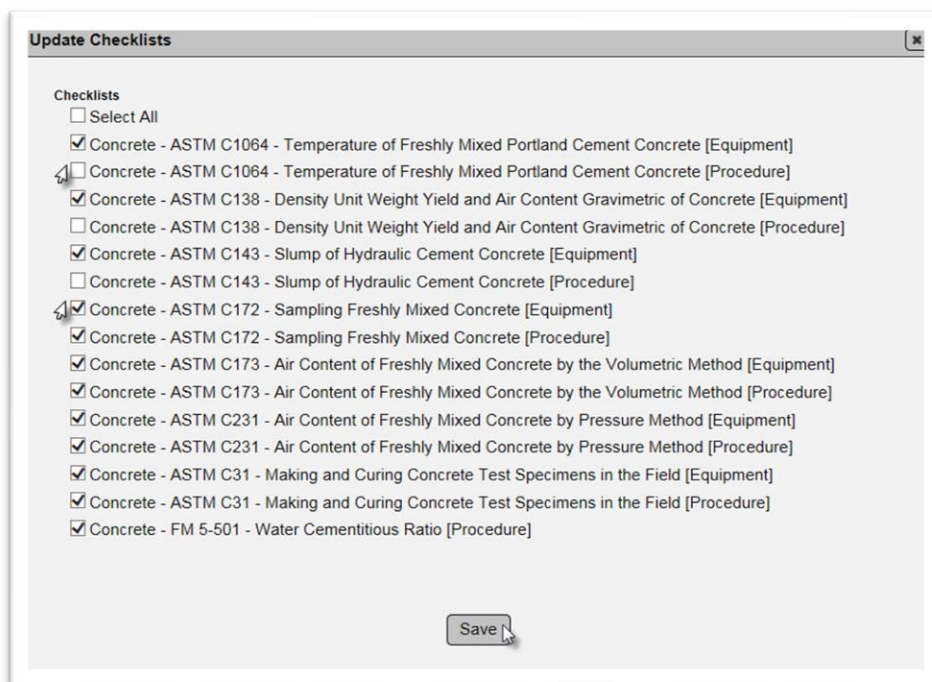 Update Checklists
Checklists
Select All
Concrete - ASTM C1064 - Temperature of Freshly Mixed Portland Cement Concrete [Equipment]
Concrete - ASTM C1064 - Temperature of Freshly Mixed Portland Cement Concrete [Procedure]
Concrete - ASTM C138 - Density Unit Weight Yield and Air Content Gravimetric of Concrete [Equipment]
Concrete - ASTM C138 - Density Unit Weight Yield and Air Content Gravimetric of Concrete [Procedure]
Concrete - ASTM C143 - Slump of Hydraulic Cement Concrete [Equipment]
Concrete - ASTM C143 - Slump of Hydraulic Cement Concrete [Procedure]
Concrete - ASTM C172 - Sampling Freshly Mixed Concrete [Equipment]
Concrete - ASTM C172 - Sampling Freshly Mixed Concrete [Procedure]
Concrete - ASTM C173 - Air Content of Freshly Mixed Concrete by the Volumetric Method [Equipment]
Concrete - ASTM C173 - Air Content of Freshly Mixed Concrete by the Volumetric Method [Procedure]
Concrete - ASTM C231 - Air Content of Freshly Mixed Concrete by Pressure Method [Equipment]
Concrete - ASTM C231 - Air Content of Freshly Mixed Concrete by Pressure Method [Procedure]
Concrete - ASTM C31 - Making and Curing Concrete Test Specimens in the Field [Equipment]
Concrete - ASTM C31 - Making and Curing Concrete Test Specimens in the Field [Procedure]
Concrete - FM 5-501 - Water Cementitious Ratio [Procedure]
Save